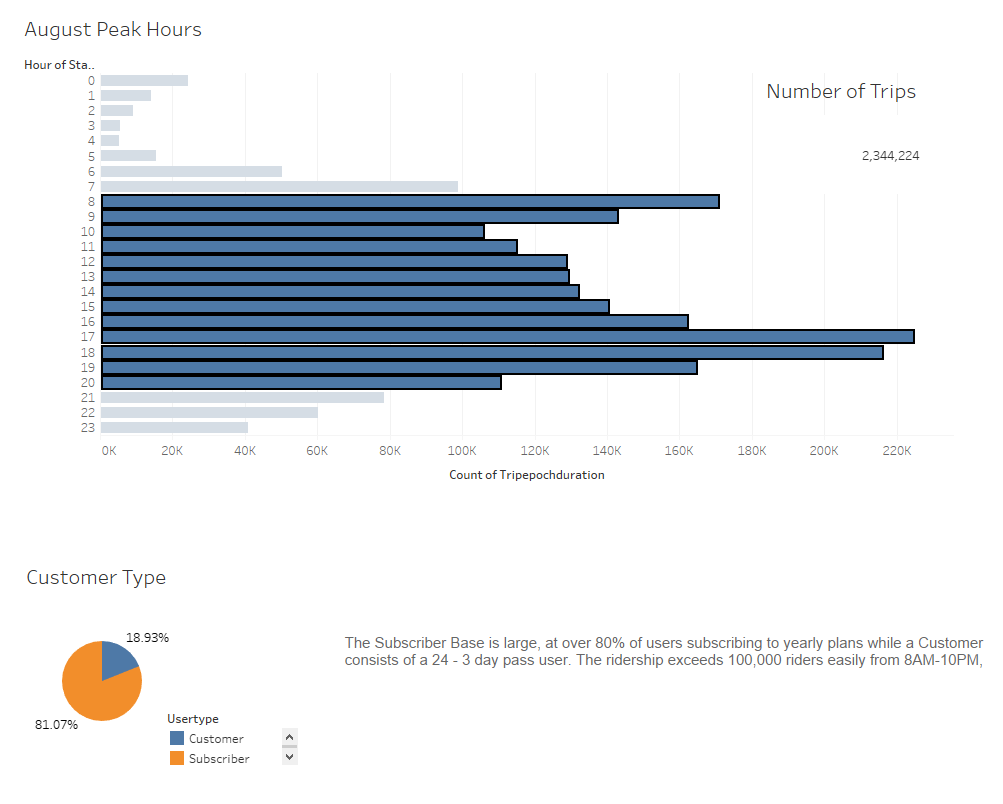 August Peak Hours
Hour of Sta..
0
1
2
3
4
5
6
7
8
9
10
11
12
13
14
15
16
17
18
19
20
21
22
23
0K 20K 40K 60K 80K 100K 120K 140K 160K 180K 200K 220K
Count of Tripepochduration
Number of Trips
2,344,224
Customer Type
18.93%
81.07%
Usertype
Customer
Subscriber
The Subscriber Base is large, at over 80% of users subscribing to yearly plans while a Customer
consists of a 24 - 3 day pass user. The ridership exceeds 100,000 riders easily from 8AM-10PM,